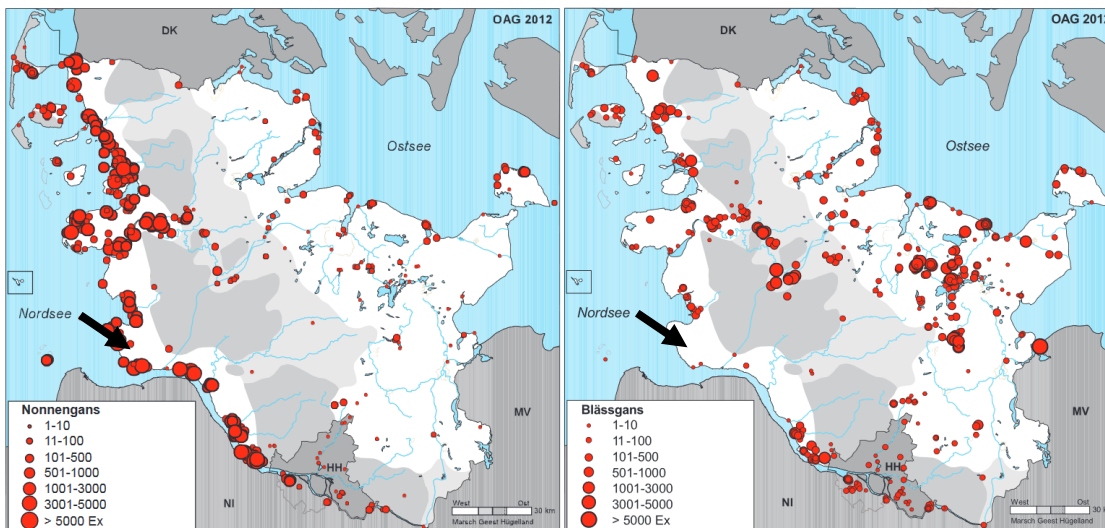 OAG 2012
DK
Ostsee
Nordsee
Nonnengans
1-10
11-100
101-500
501-1000
1001-3000
3001-5000
> 5000 Ex
MV
HH
NI
West Ost
30 km
Marsch Geest Hügelland
OAG 2012
DK
Ostsee
Nordsee
Blässgans
1-10
11-100
101-500
501-1000
1001-3000
3001-5000
> 5000 Ex
MV
HH
NI
West Ost
30 k
Marsch Geest Hügelland